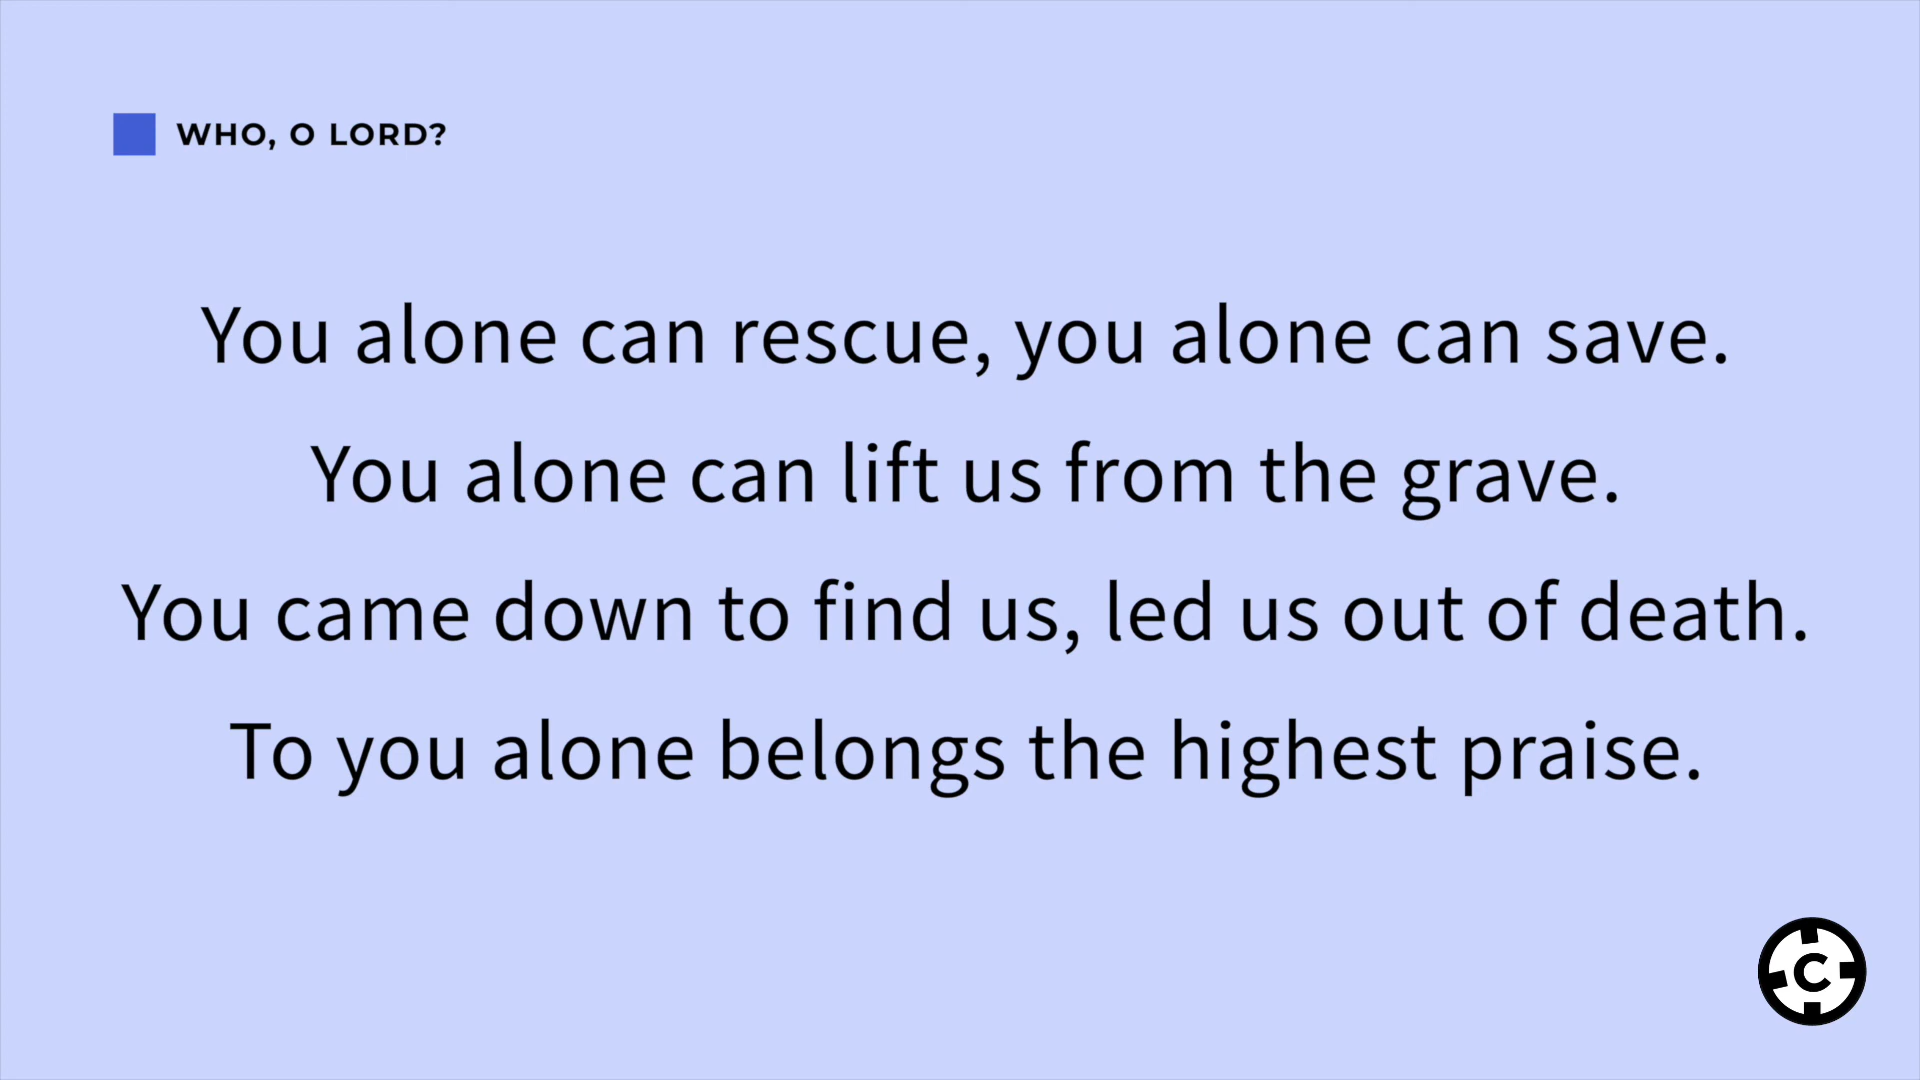 WHO, O LORD?
You alone can rescue, you alone can save.
You alone can lift us from the grave.
You came down to find us, led us out of death.
To you alone belongs the highest praise.
C